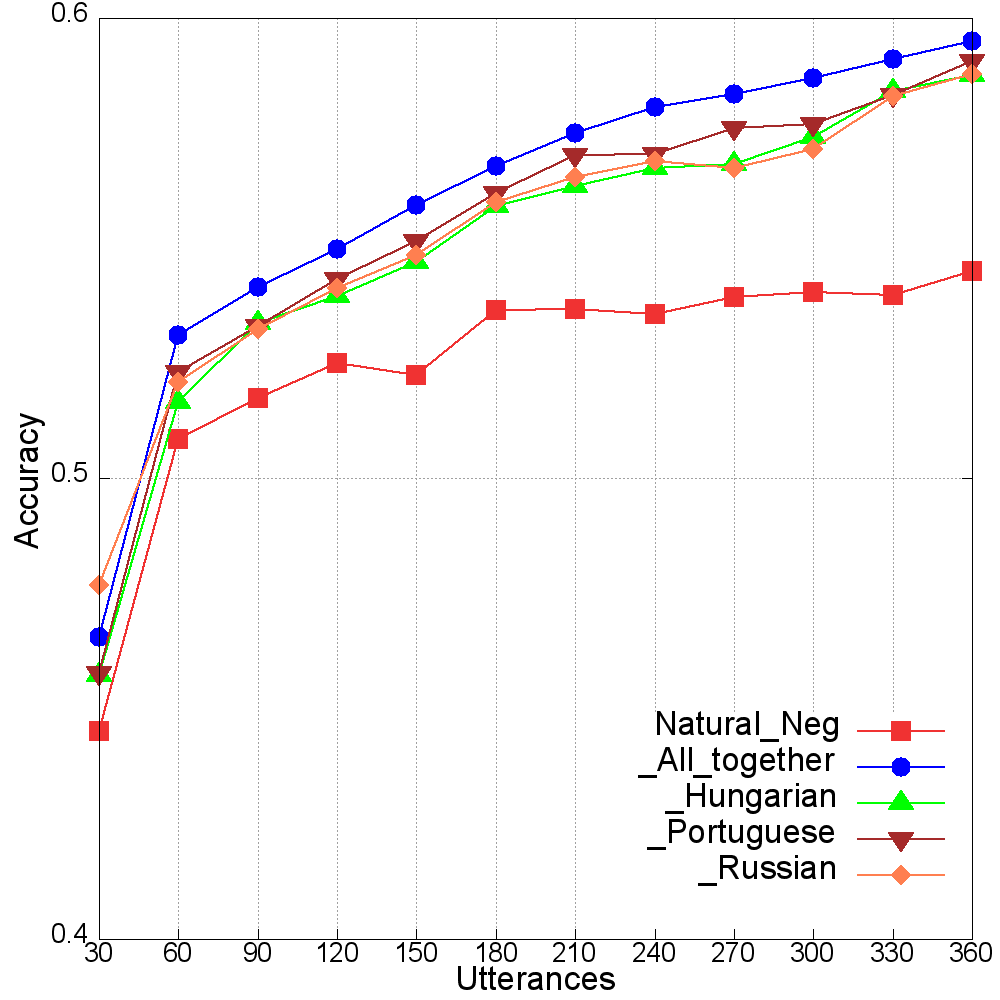 0.6
0.5
0.4
Accuracy
Natural_Neg
_All_together
_Hungarian
_Portuguese
_Russian
30 60 90 120 150 180 210 240 270 300 330 360
Utterances